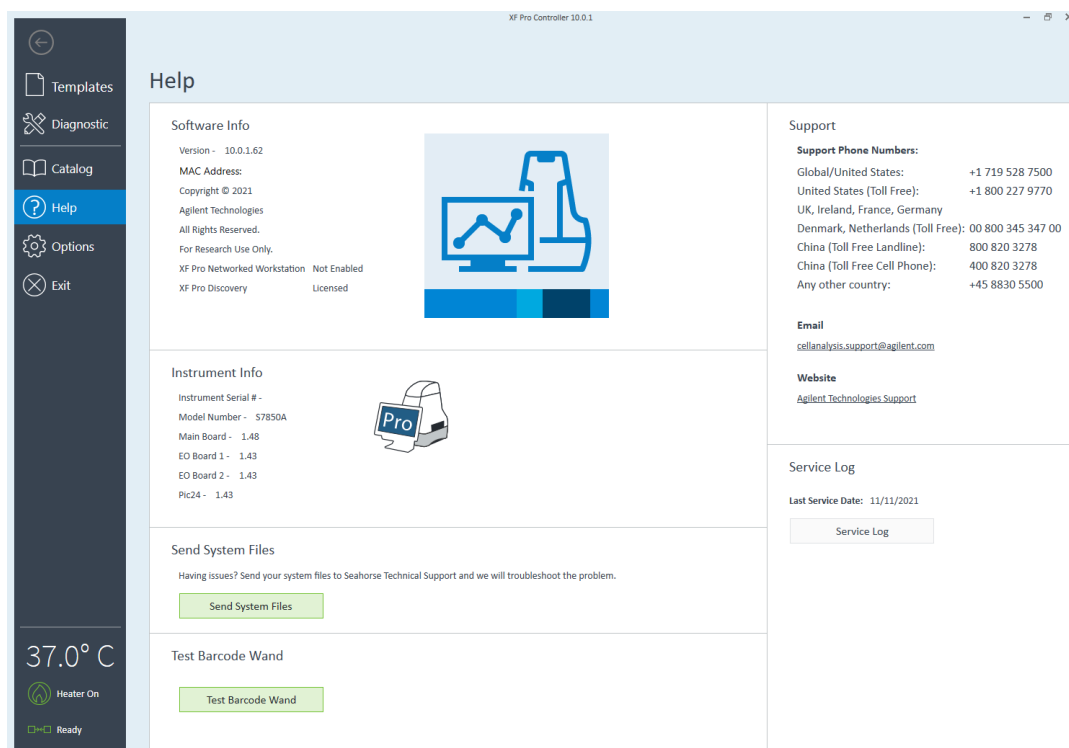 XF Pro Controller 10.0.1
Templates
Diagnostic
Catalog
Help
Options
Exit
37.0° C
Heater On
Ready
Help
Software Info
Version - 10.0.1.62
MAC Address:
Copyright © 2021
Agilent Technologies
All Rights Reserved.
For Research Use Only.
XF Pro Networked Workstation Not Enabled
XF Pro Discovery Licensed
Instrument Info
Instrument Serial # -
Model Number - S7850A
Main Board - 1.48
EO Board 1 - 1.43
EO Board 2 - 1.43
Pic24 - 1.43
Pro
Send System Files
Having issues? Send your system files to Seahorse Technical Support and we will troubleshoot the problem.
Send System Files
Test Barcode Wand
Test Barcode Wand
Support
Support Phone Numbers:
Global/United States: +1 719 528 7500
United States (Toll Free): +1 800 227 9770
UK, Ireland, France, Germany
Denmark, Netherlands (Toll Free): 00 800 345 347 00
China (Toll Free Landline): 800 820 3278
China (Toll Free Cell Phone): 400 820 3278
Any other country: +45 8830 5500
Email
cellanalysis.support@agilent.com
Website
Agilent Technologies Support
Service Log
Last Service Date: 11/11/2021
Service Log